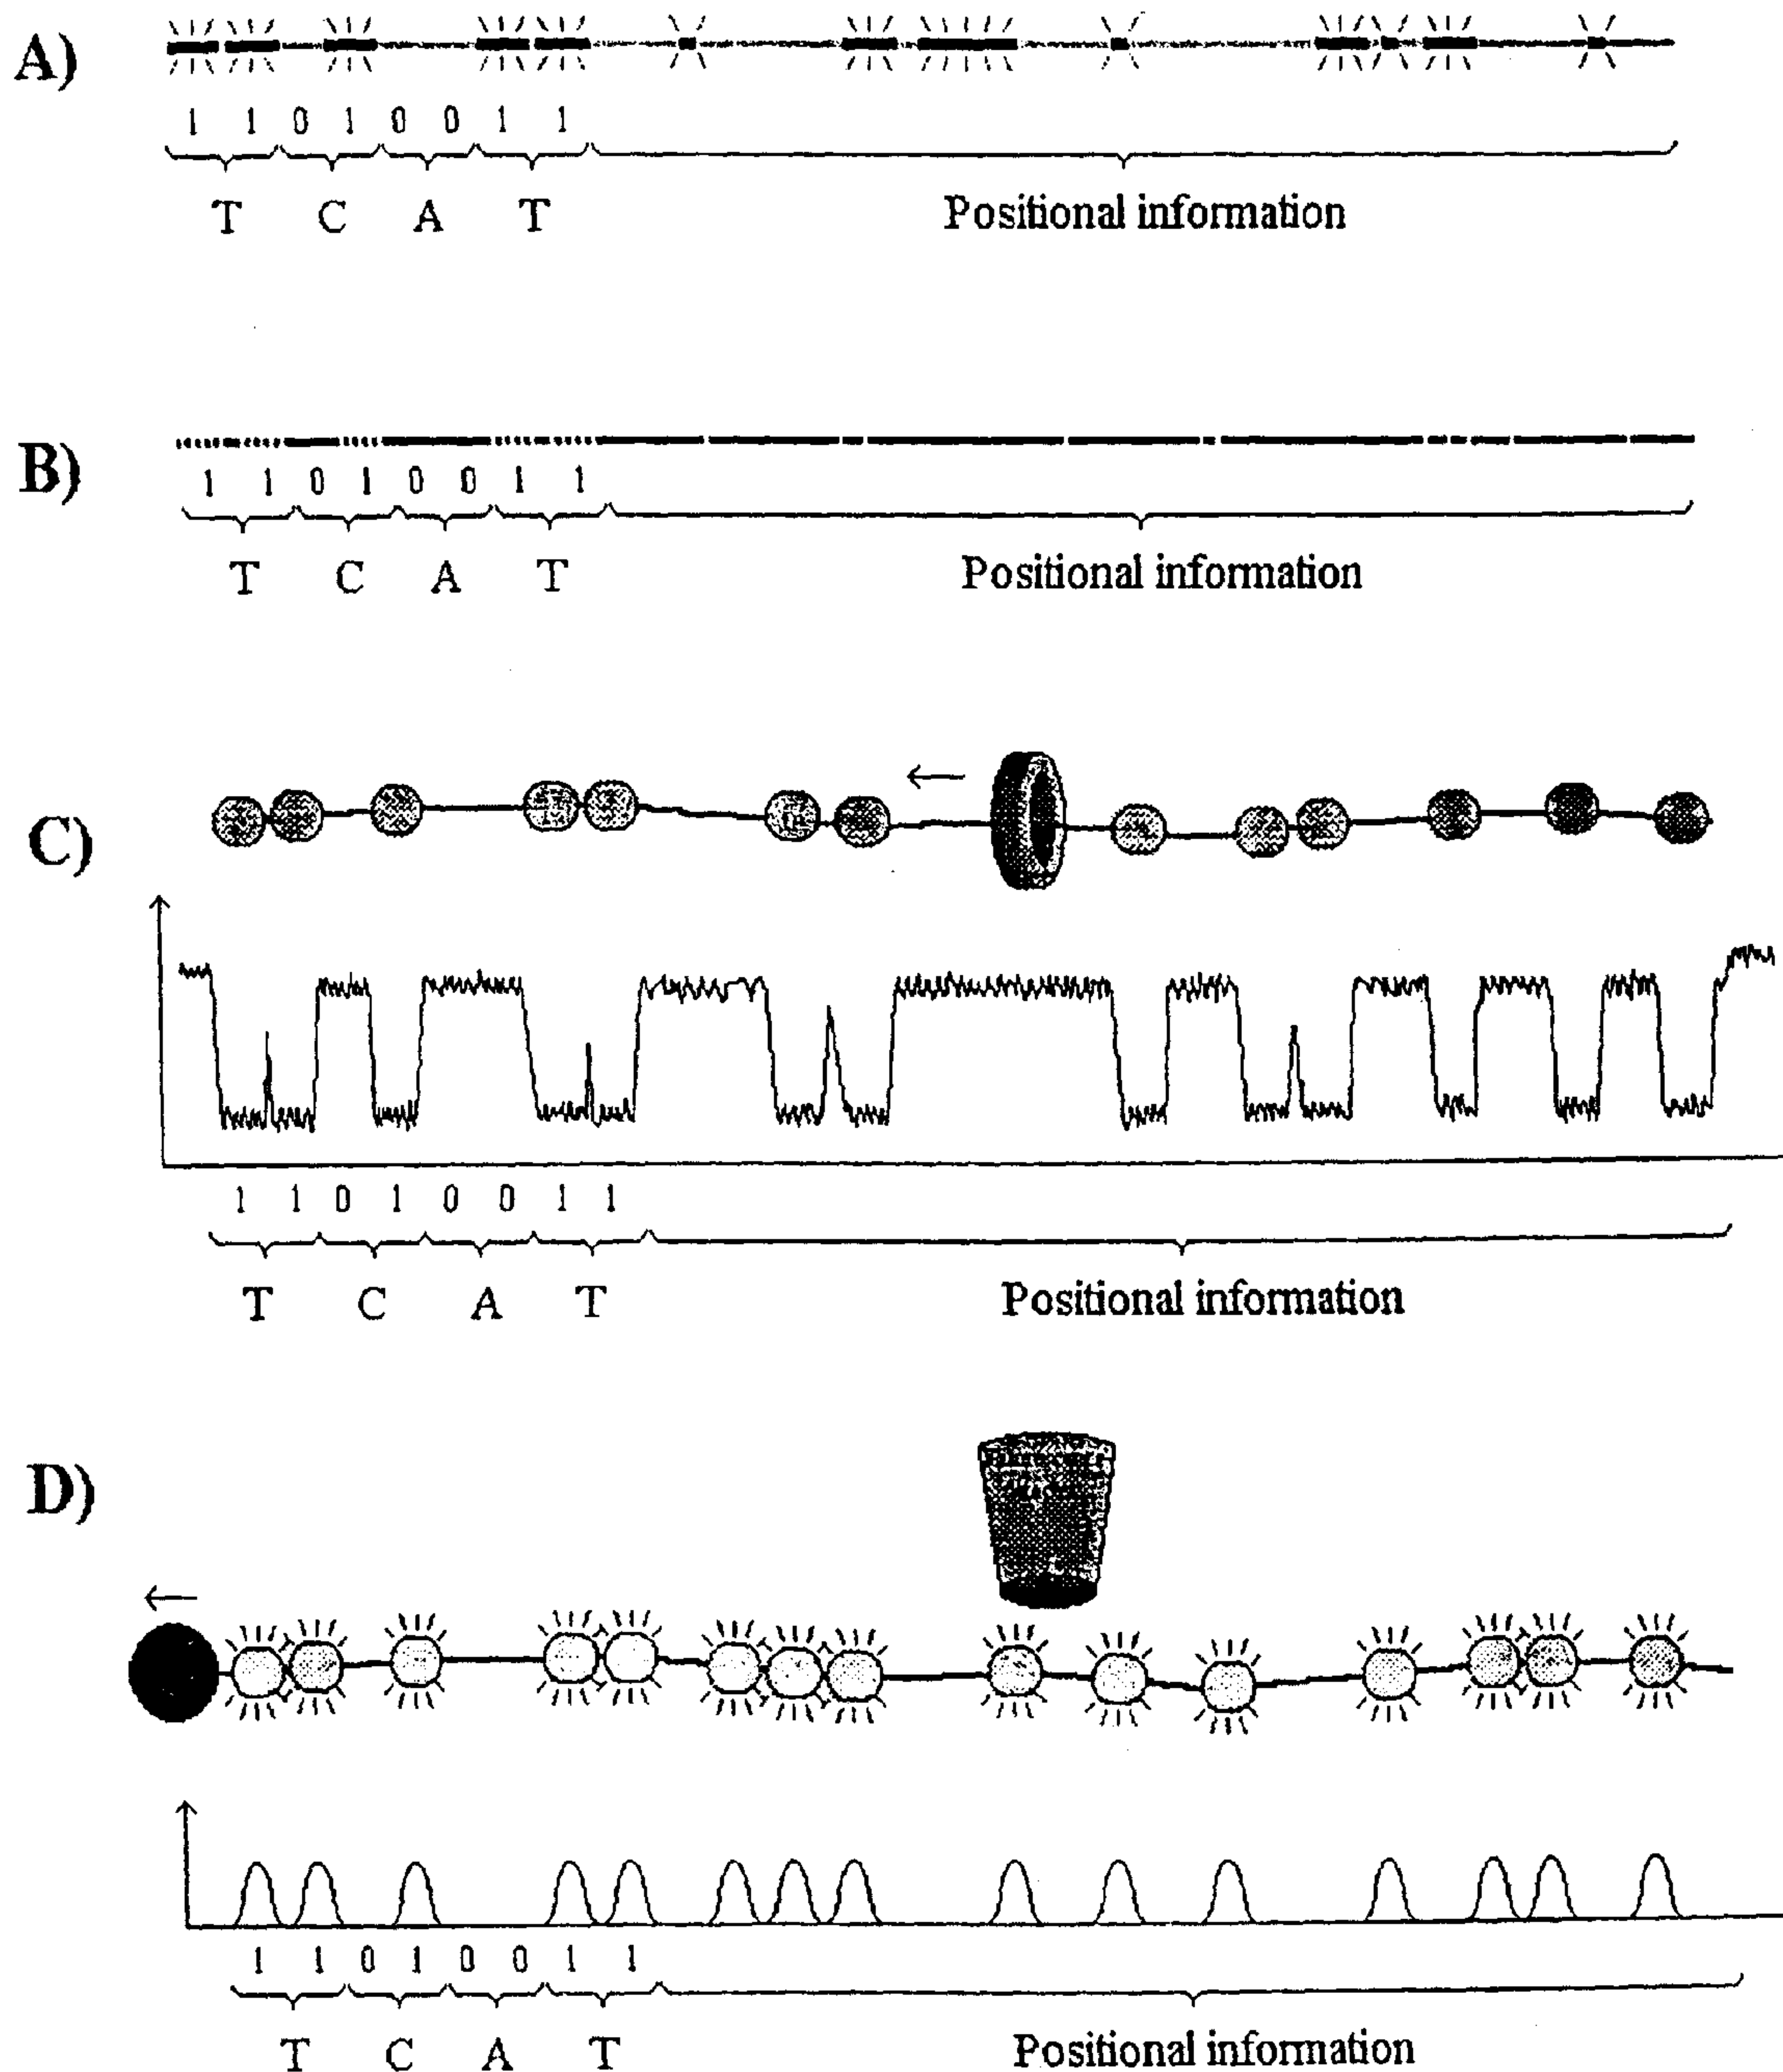 A)
1 1 0 1 0 0 1 1
T C A T Positional information
B)
1 1 0 1 0 0 1 1
T C A T Positional information
C)
1 1 0 1 0 0 1 1
T C A T Positional information
D)
1 1 0 1 0 0 1 1
T C A T Positional information